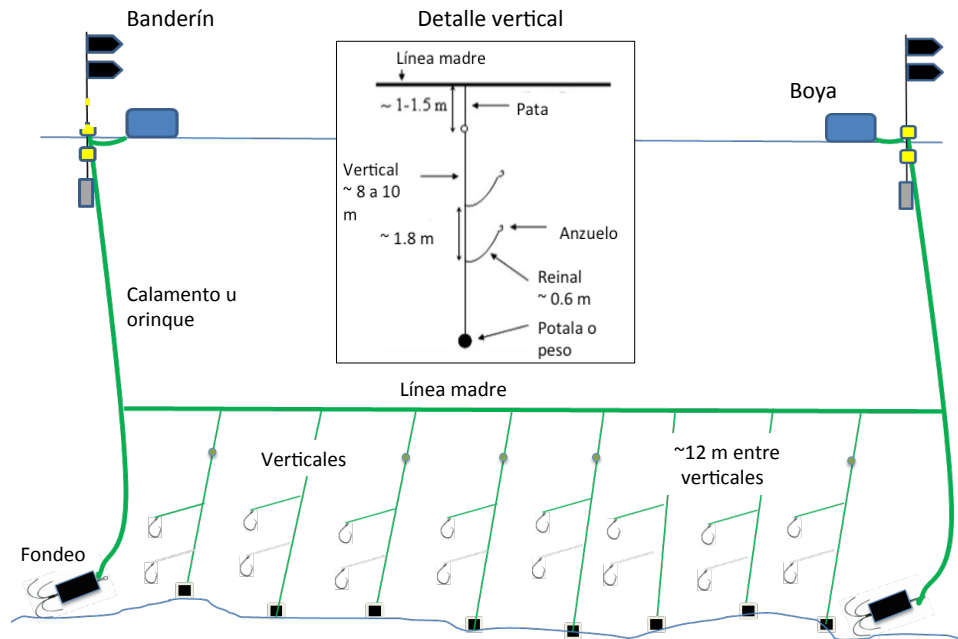 Banderín
Detalle vertical
Línea madre
~ 1-1.5 m
Pata
Boya
Vertical
~ 8 a 10
m
~ 1.8 m
Anzuelo
Reinal
~ 0.6 m
Potala o
peso
Calamento u
orinque
Línea madre
Verticales
~12 m entre
verticales
Fondeo